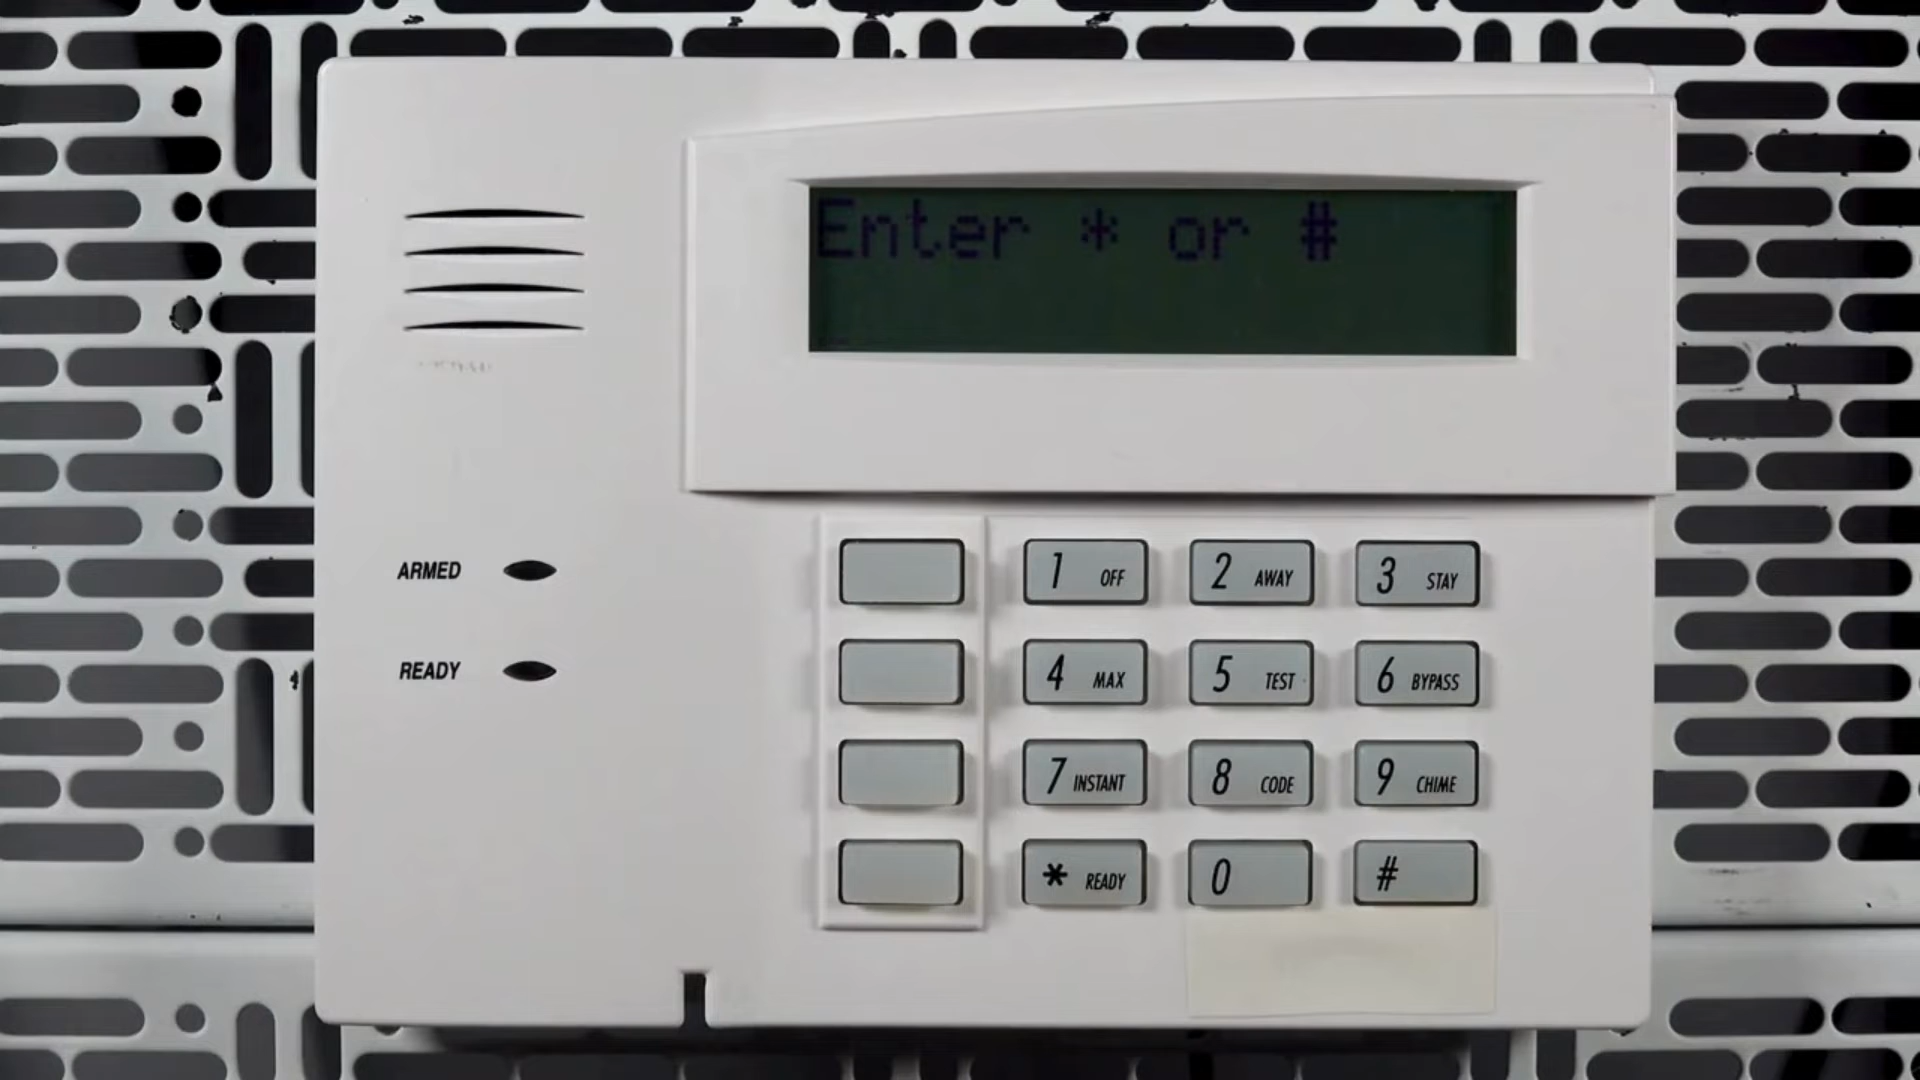 Enter * or #
ARMED
READY
1 OFF
2 AWAY
3 STAY
4 MAX
5 TEST
6 BYPASS
7 INSTANT
8 CODE
9 CHIME
* READY
0
#